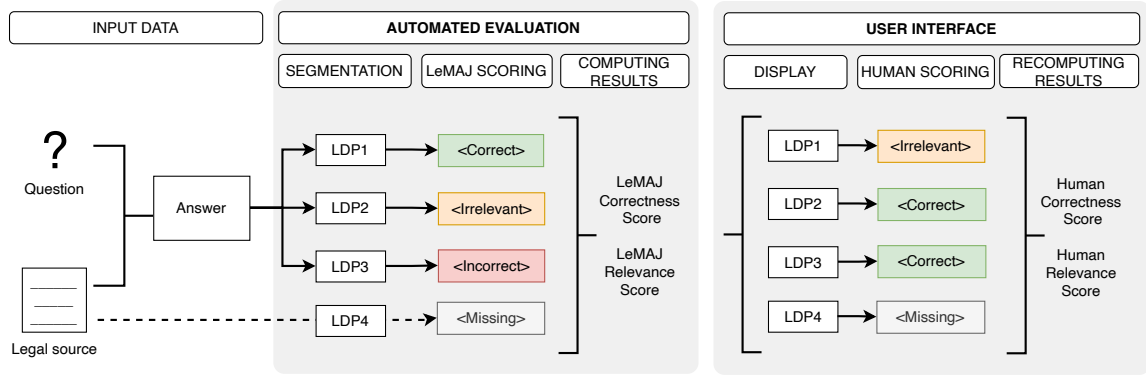 INPUT DATA
AUTOMATED EVALUATION
USER INTERFACE
SEGMENTATION
LeMAJ SCORING
COMPUTING
RESULTS
DISPLAY
HUMAN SCORING
RECOMPUTING
RESULTS
?
Question
Legal source
Answer
LDP1
<Correct>
LDP2
<Irrelevant>
LDP3
<Incorrect>
LDP4
<Missing>
LeMAJ
Correctness
Score
LeMAJ
Relevance
Score
LDP1
<Irrelevant>
LDP2
<Correct>
LDP3
<Correct>
LDP4
<Missing>
Human
Correctness
Score
Human
Relevance
Score